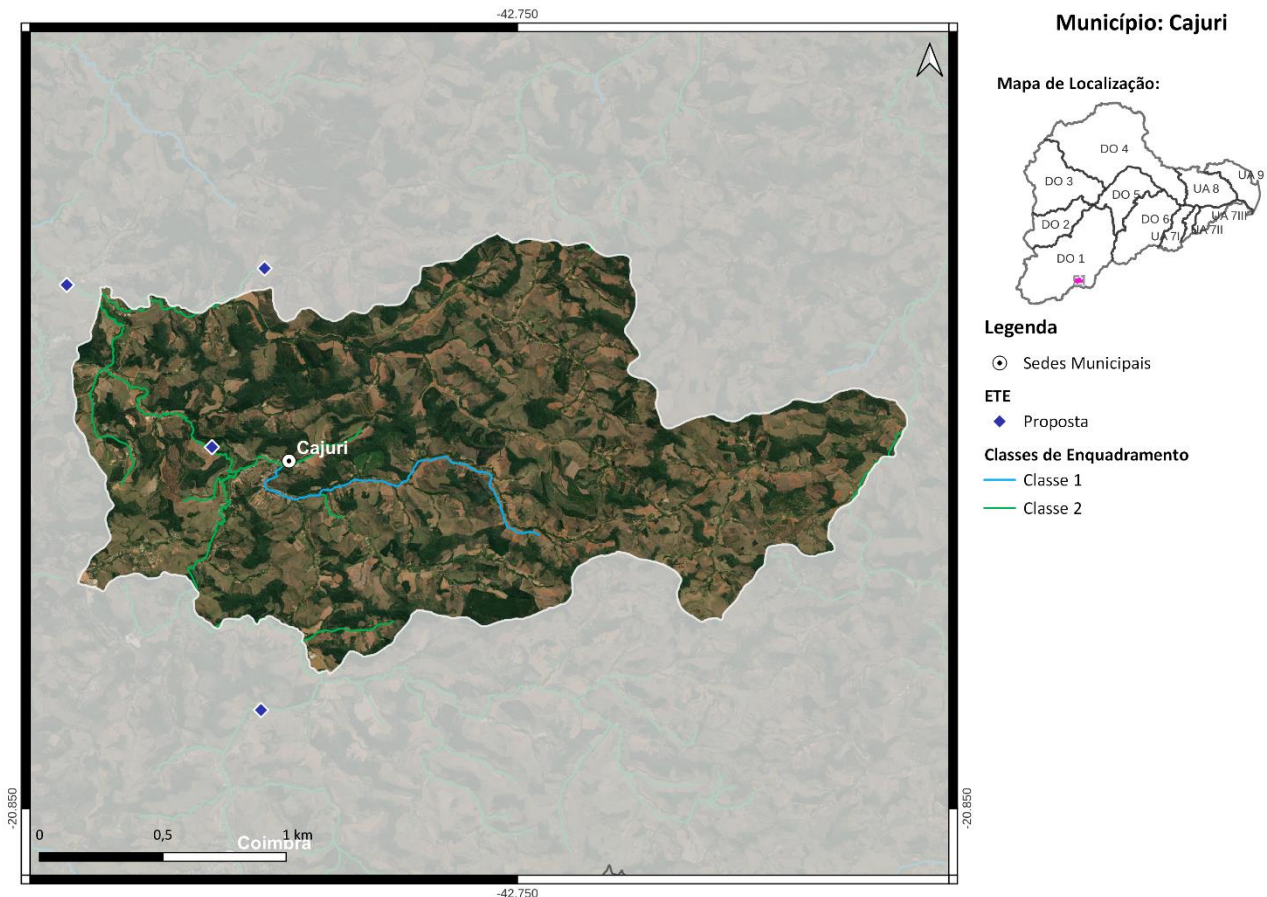 -42.750
Município: Cajuri
Mapa de Localização:
DO 4
DO 3
DO 5
UA 8
UA 9
DO 2
DO 6
UA 7III
UA 7II
UA 7I
DO 1
Legenda
Sedes Municipais
ETE
Proposta
Classes de Enquadramento
Classe 1
Classe 2
Cajuri
-20.850
-20.850
0
0,5
1 km
Coimbra
-42.750